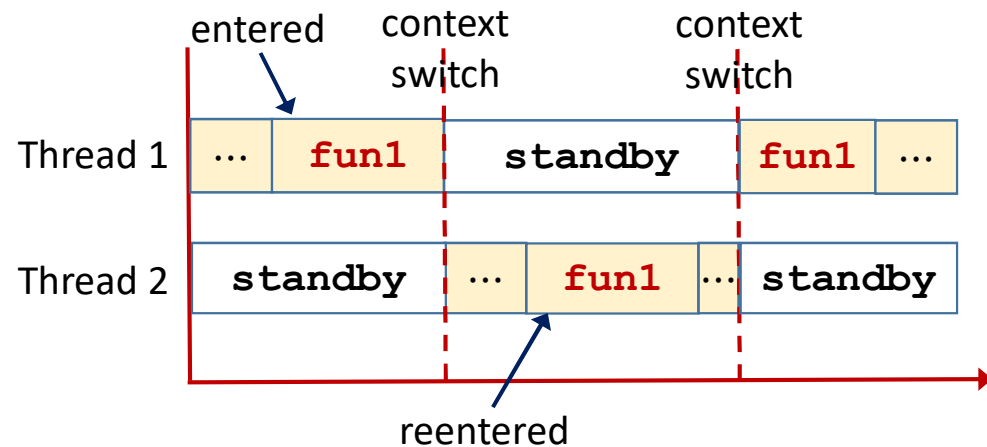 entered
context
switch
context
switch
Thread 1
… fun1 standby fun1 …
Thread 2
standby … fun1 … standby
reentered